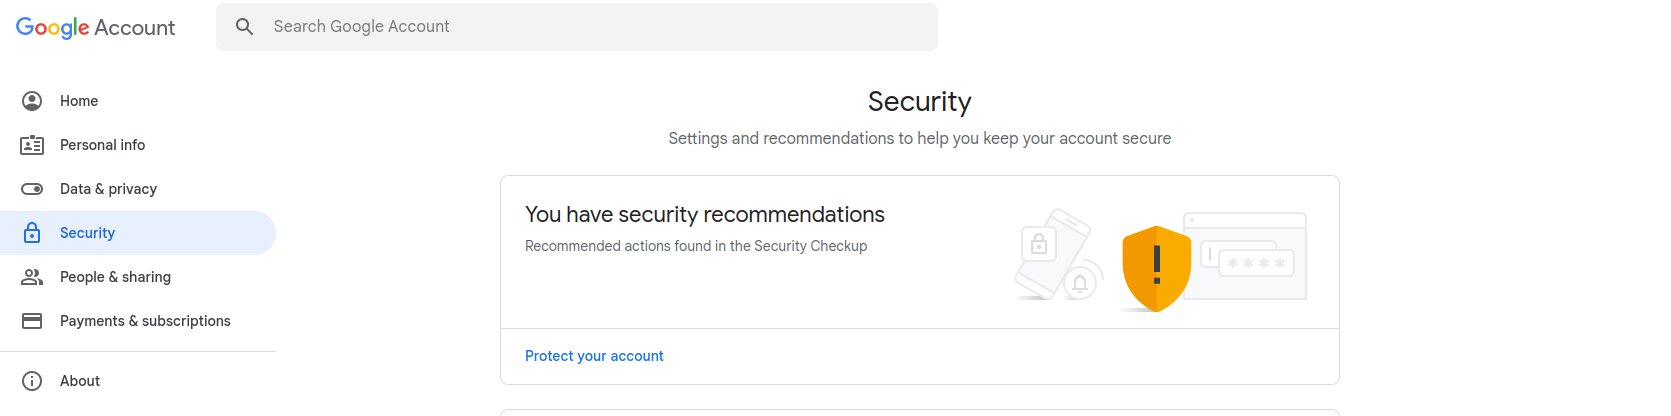 Google Account
Search Google Account
Home
Personal info
Data & privacy
Security
People & sharing
Payments & subscriptions
About
Security
Settings and recommendations to help you keep your account secure
You have security recommendations
Recommended actions found in the Security Checkup
****
Protect your account